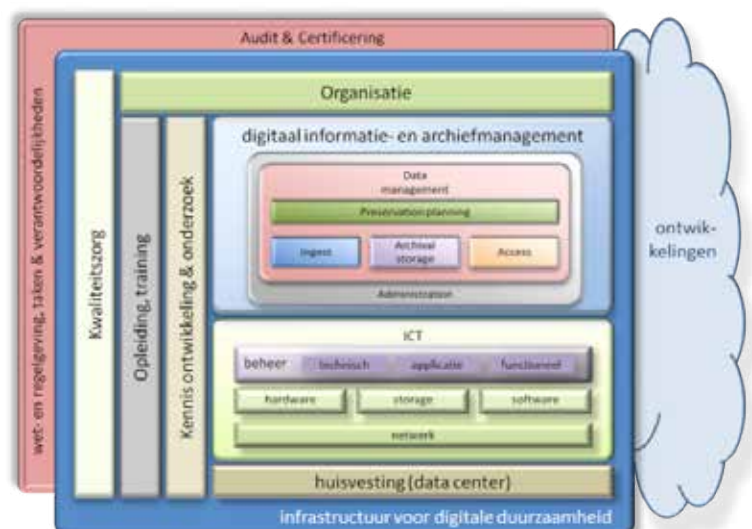 Audit & Certificering
wet- en regelgeving, taken & verantwoordelijkheden
Kwaliteitszorg
Organisatie
Opleiding, training
Kennis ontwikkeling & onderzoek
digitaal informatie- en archiefmanagement
Data
management
Preservation planning
Ingest
Archival
storage
Access
Administration
ICT
beheer technisch applicatie functioneel
hardware storage software
netwerk
huisvesting (data center)
infrastructuur voor digitale duurzaamheid
ontwik-
kelingen